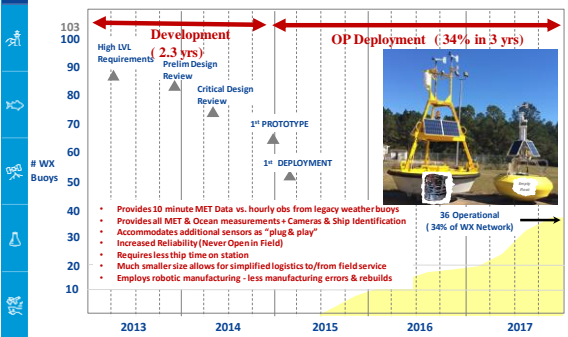 103
100
90
80
70
60
50
40
30
20
10
# WX
Buoys
Development
( 2.3 yrs)
OP Deployment ( 34% in 3 yrs)
High LVL
Requirements
Prelim Design
Review
Critical Design
Review
1st PROTOTYPE
1st DEPLOYMENT
• Provides 10 minute MET Data vs. hourly obs from legacy weatherbuoys
• Provides all MET & Ocean measurements + Cameras & Ship Identification
• Accommodates additional sensors as "plug & play"
• Increased Reliability (Never Open in Field)
• Requires less ship time on station
• Much smaller size allows for simplified logistics to/from field service
• Employs robotic manufacturing - less manufacturing errors & rebuilds
36 Operational
( 34% of WX Network)
2013
2014
2015
2016
2017